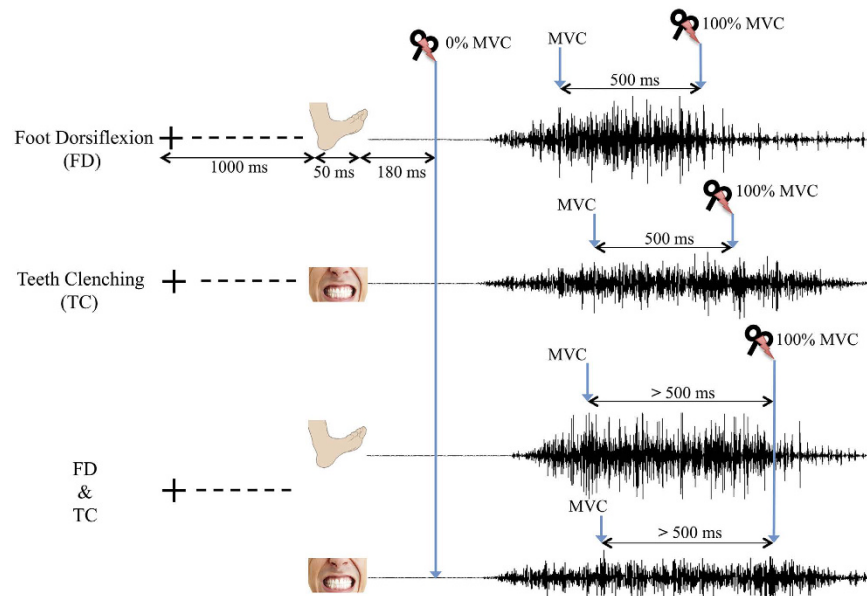 0% MVC
MVC
100% MVC
500 ms
Foot Dorsiflexion
(FD)
1000 ms
50 ms
180 ms
MVC
100% MVC
500 ms
Teeth Clenching
(TC)
MVC
100% MVC
> 500 ms
FD
&
TC
MVC
> 500 ms